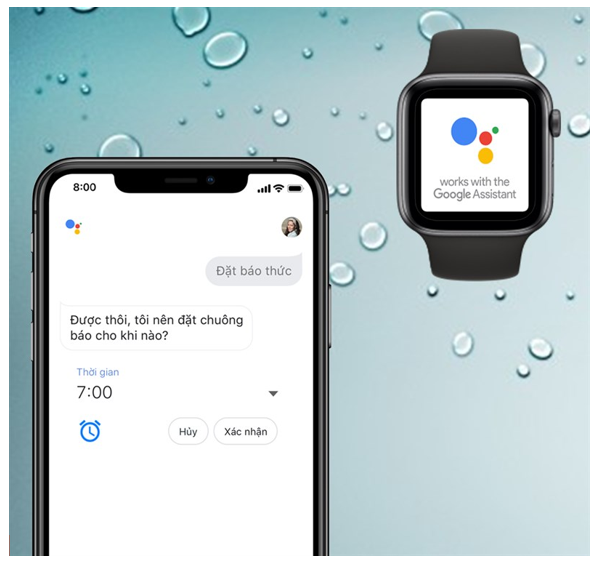 works with the
Google Assistant
8:00
Đặt báo thức
Được thôi, tôi nên đặt chuông
báo cho khi nào?
Thời gian
7:00
Hủy
Xác nhận